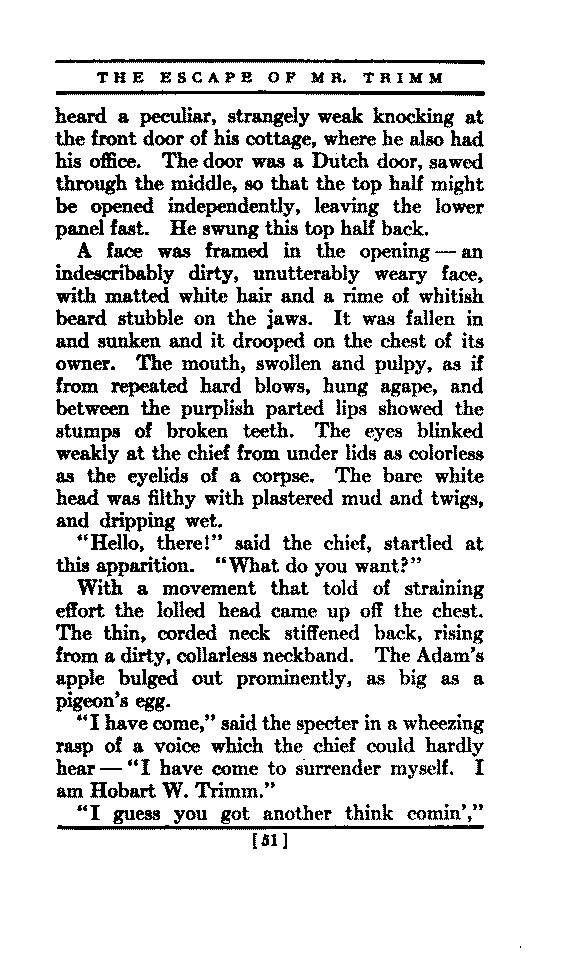 THE ESCAPE OF MR. TRIMM
heard a peculiar, strangely weak knocking at
the front door of his cottage, where he also had
his office. The door was a Dutch door, sawed
through the middle, so that the top half might
be opened independently, leaving the lower
panel fast. He swung this top half back.
A face was framed in the opening — an
indescribably dirty, unutterably weary face,
with matted white hair and a rime of whitish
beard stubble on the jaws. It was fallen in
and sunken and it drooped on the chest of its
owner. The mouth, swollen and pulpy, as if
from repeated hard blows, hung agape, and
between the purplish parted lips showed the
stumps of broken teeth. The eyes blinked
weakly at the chief from under lids as colorless
as the eyelids of a corpse. The bare white
head was filthy with plastered mud and twigs,
and dripping wet.
"Hello, there!" said the chief, startled at
this apparition. "What do you want?"
With a movement that told of straining
effort the lolled head came up off the chest.
The thin, corded neck stiffened back, rising
from a dirty, collarless neckband. The Adam's
apple bulged out prominently, as big as a
pigeon's egg.
"I have come," said the specter in a wheezing
rasp of a voice which the chief could hardly
hear — "I have come to surrender myself. I
am Hobart W. Trimm."
"I guess you got another think comin',"
[51]